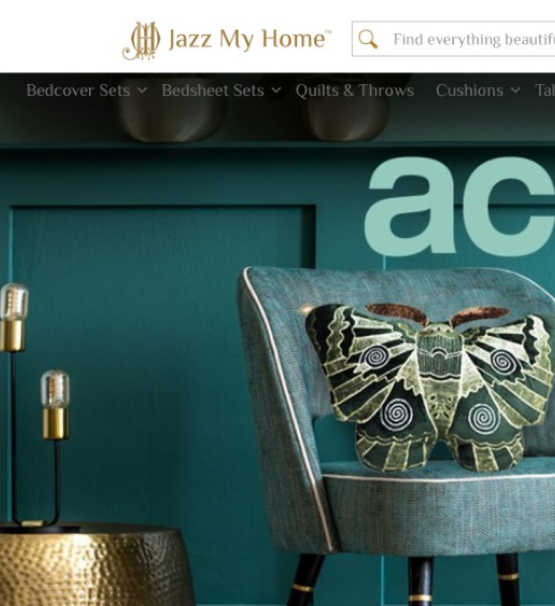 Jazz My Home™
Find everything beautifu
Bedcover Sets Bedsheet Sets Quilts & Throws Cushions Tal
ac